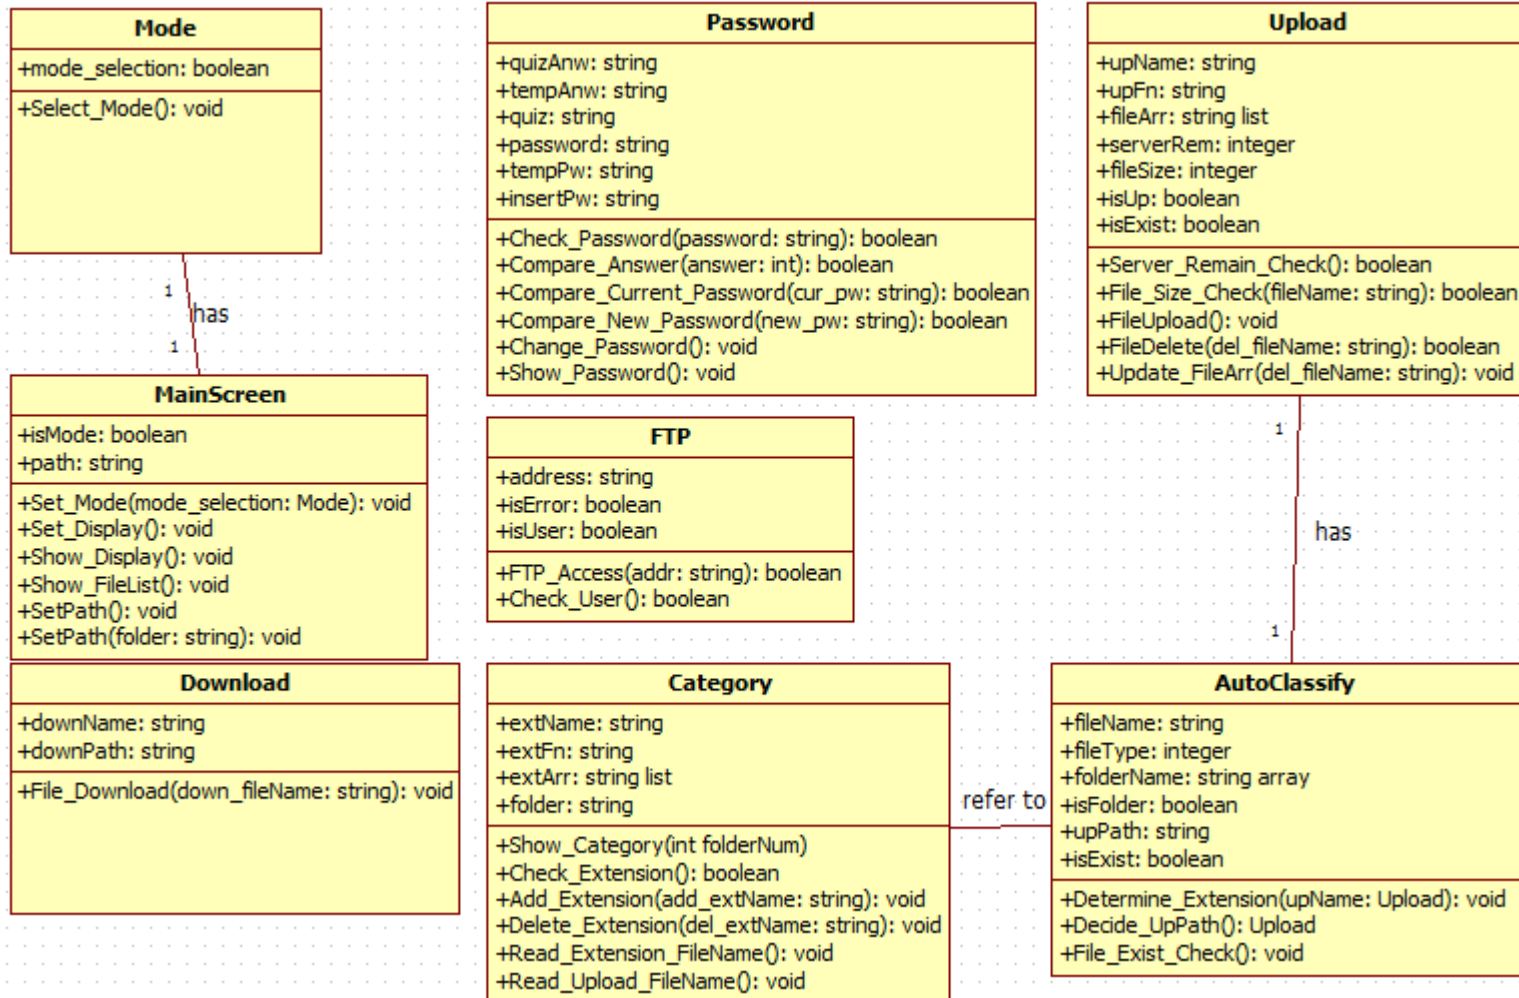 Mode
+mode_selection: boolean
+Select_Mode(): void
1
has
1
MainScreen
+isMode: boolean
+path: string
+Set_Mode(mode_selection: Mode): void
+Set_Display(): void
+Show_Display(): void
+Show_FileList(): void
+SetPath(): void
+SetPath(folder: string): void
Download
+downName: string
+downPath: string
+File_Download(down_fileName: string): void
Password
+quizAnw: string
+tempAnw: string
+quiz: string
+password: string
+tempPw: string
+insertPw: string
+Check_Password(password: string): boolean
+Compare_Answer(answer: int): boolean
+Compare_Current_Password(cur_pw: string): boolean
+Compare_New_Password(new_pw: string): boolean
+Change_Password(): void
+Show_Password(): void
FTP
+address: string
+isError: boolean
+isUser: boolean
+FTP_Access(addr: string): boolean
+Check_User(): boolean
Category
+extName: string
+extFn: string
+extArr: string list
+folder: string
+Show_Category(int folderNum)
+Check_Extension(): boolean
+Add_Extension(add_extName: string): void
+Delete_Extension(del_extName: string): void
+Read_Extension_FileName(): void
+Read_Upload_FileName(): void
refer to
Upload
+upName: string
+upFn: string
+fileArr: string list
+serverRem: integer
+fileSize: integer
+isUp: boolean
+isExist: boolean
+Server_Remain_Check(): boolean
+File_Size_Check(fileName: string): boolean
+FileUpload(): void
+FileDelete(del_fileName: string): boolean
+Update_FileArr(del_fileName: string): void
1
has
1
AutoClassify
+fileName: string
+fileType: integer
+folderName: string array
+isFolder: boolean
+upPath: string
+isExist: boolean
+Determine_Extension(upName: Upload): void
+Decide_UpPath(): Upload
+File_Exist_Check(): void